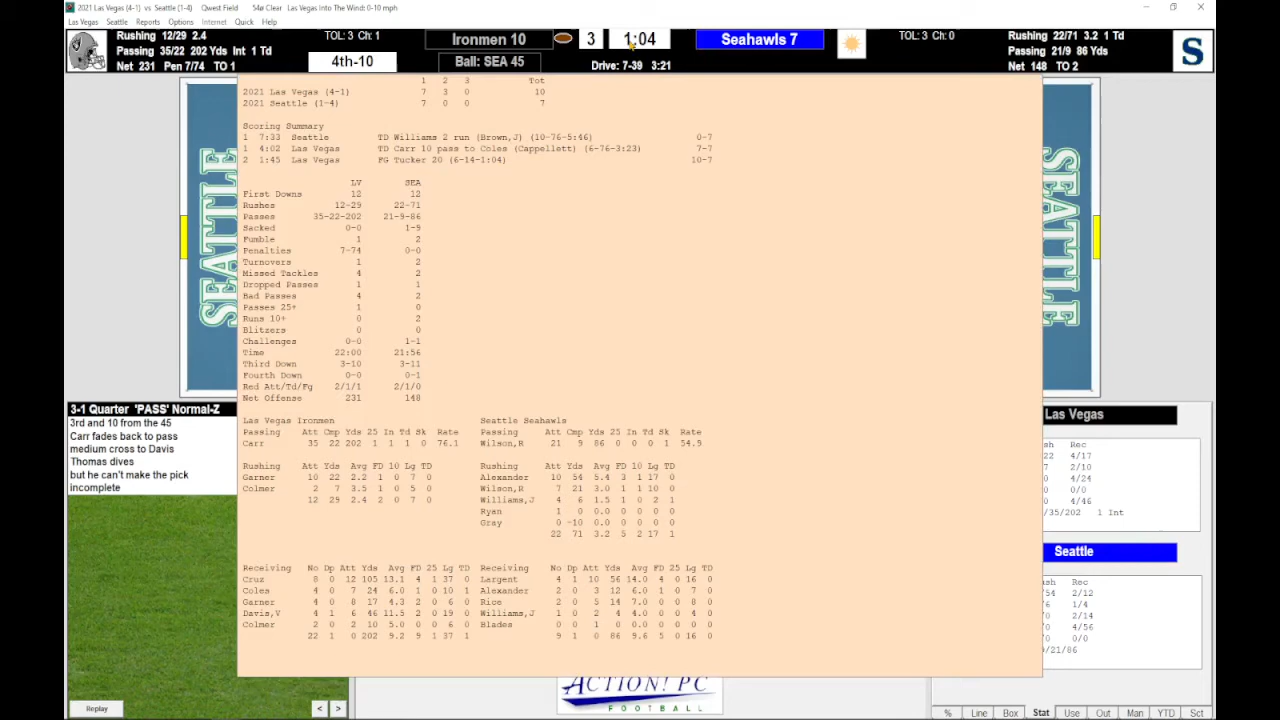 2021 Las Vegas (4-1) vs Seattle (1-4) Qwest Field 54ø Clear Las Vegas Into The Wind: 0-10 mph
Las Vegas Seattle Reports Options Internet Quick Help
Rushing 12/29 2.4
Passing 35/22 202 Yds Int 1 Td
Net 231 Pen 7/74 TO 1
TOL: 3 Ch: 1
4th-10
Ironmen 10
3
1:04
Seahawls 7
Ball: SEA 45
Drive: 7-39 3:21
TOL: 3 Ch: 0
Rushing 22/71 3.2 1 Td
Passing 21/9 86 Yds
Net 148 TO 2
S
SEATTLE
SEATTLE
1 2 3 Tot
2021 Las Vegas (4-1) 7 3 0 10
2021 Seattle (1-4) 7 0 0 7
Scoring Summary
1 7:33 Seattle TD Williams 2 run (Brown,J) (10-76-5:46) 0-7
1 4:02 Las Vegas TD Carr 10 pass to Coles (Cappellett) (6-76-3:23) 7-7
2 1:45 Las Vegas FG Tucker 20 (6-14-1:04) 10-7
LV SEA
First Downs 12 12
Rushes 12-29 22-71
Passes 35-22-202 21-9-86
Sacked 0-0 1-9
Fumble 1 2
Penalties 7-74 0-0
Turnovers 1 2
Missed Tackles 4 2
Dropped Passes 1 1
Bad Passes 4 2
Passes 25+ 1 0
Runs 10+ 0 2
Blitzers 0 0
Challenges 0-0 1-1
Time 22:00 21:56
Third Down 3-10 3-11
Fourth Down 0-0 0-1
Red Att/Td/Fg 2/1/1 2/1/0
Net Offense 231 148
Las Vegas Ironmen Seattle Seahawls
Passing Att Cmp Yds 25 In Td Sk Rate Passing Att Cmp Yds 25 In Td Sk Rate
Carr 35 22 202 1 1 1 0 76.1 Wilson,R 21 9 86 0 0 0 1 54.9
Rushing Att Yds Avg FD 10 Lg TD Rushing Att Yds Avg FD 10 Lg TD
Garner 10 22 2.2 1 0 7 0 Alexander 10 54 5.4 3 1 17 0
Colmer 2 7 3.5 1 0 5 0 Wilson,R 7 21 3.0 1 1 10 0
12 29 2.4 2 0 7 0 Williams,J 4 6 1.5 1 0 2 1
Ryan 1 0 0.0 0 0 0 0
Gray 0 -10 0.0 0 0 0 0
22 71 3.2 5 2 17 1
Receiving No Dp Att Yds Avg FD 25 Lg TD Receiving No Dp Att Yds Avg FD 25 Lg TD
Cruz 8 0 12 105 13.1 4 1 37 0 Largent 4 1 10 56 14.0 4 0 16 0
Coles 4 0 7 24 6.0 1 0 10 1 Alexander 2 0 3 12 6.0 1 0 7 0
Garner 4 0 8 17 4.3 2 0 6 0 Rice 2 0 5 14 7.0 0 0 8 0
Davis,V 4 1 6 46 11.5 2 0 19 0 Williams,J 1 0 2 4 4.0 0 0 4 0
Colmer 2 0 2 10 5.0 0 0 6 0 Blades 0 0 1 0 0.0 0 0 0 0
22 1 0 202 9.2 9 1 37 1 9 1 0 86 9.6 5 0 16 0
3-1 Quarter 'PASS' Normal-Z
3rd and 10 from the 45
Carr fades back to pass
medium cross to Davis
Thomas dives
but he can't make the pick
incomplete
Las Vegas
sh Rec
22 4/17
7 2/10
0 4/24
0 0/0
0 4/46
/35/202 1 Int
Seattle
ush Rec
/54 2/12
/6 1/4
/0 2/14
/0 4/56
/0 0/0
/21/86
Replay
<
>
ACTION! PC
FOOTBALL
% Line Box Stat Use Out Man YTD Sct